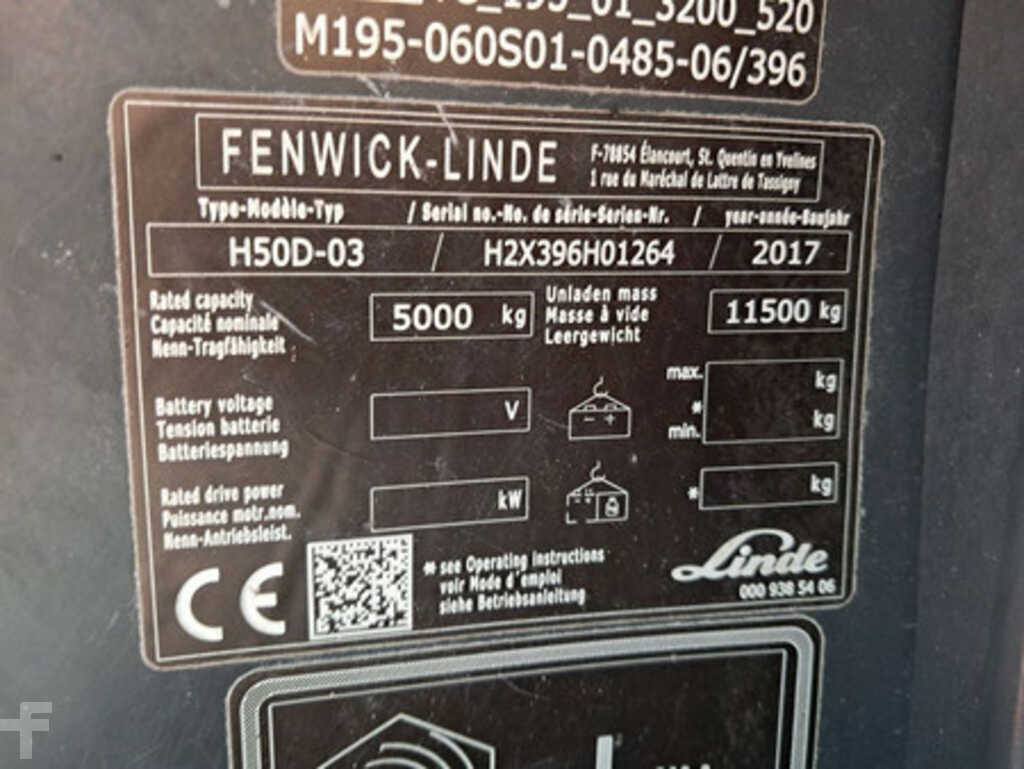 _195_01_3200_520
M195-060S01-0485-06/396
FENWICK-LINDE
F-78854 Élancourt, St. Quentin en Yvelines
1 rue du Maréchal de Lattre de Tassigny
Type-Modèle-Typ / Serial no.-No. de série-Serien-Nr. / year-année-Baujahr
H50D-03 / H2X396H01264 / 2017
Rated capacity
Capacité nominale
Nenn-Tragfähigkeit
5000 kg
Unladen mass
Masse à vide
Leergewicht
11500 kg
Battery voltage
Tension batterie
Batteriespannung
V
- +
max. kg
*
min. kg
Rated drive power
Puissance motr.nom.
Nenn-Antriebsleist.
kW
* kg
CE
* see Operating instructions
voir Mode d'emploi
siehe Betriebsanleitung
Linde
000 938 54 06
F